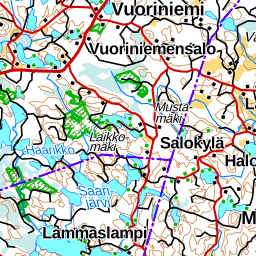 Vuoriniemi
Vuoriniemensalo
Musta-
mäki
Laikko-
mäki
Salokylä
Haarikko
Saari-
järvi
Lammaslampi